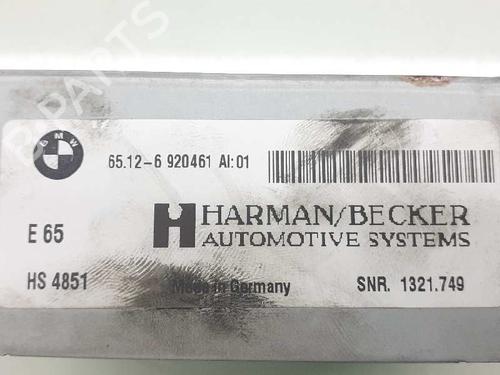 BMW
65.12-6 920461 AI:01
E 65
HARMAN/BECKER
AUTOMOTIVE SYSTEMS
HS 4851
Made in Germany
SNR. 1321.749